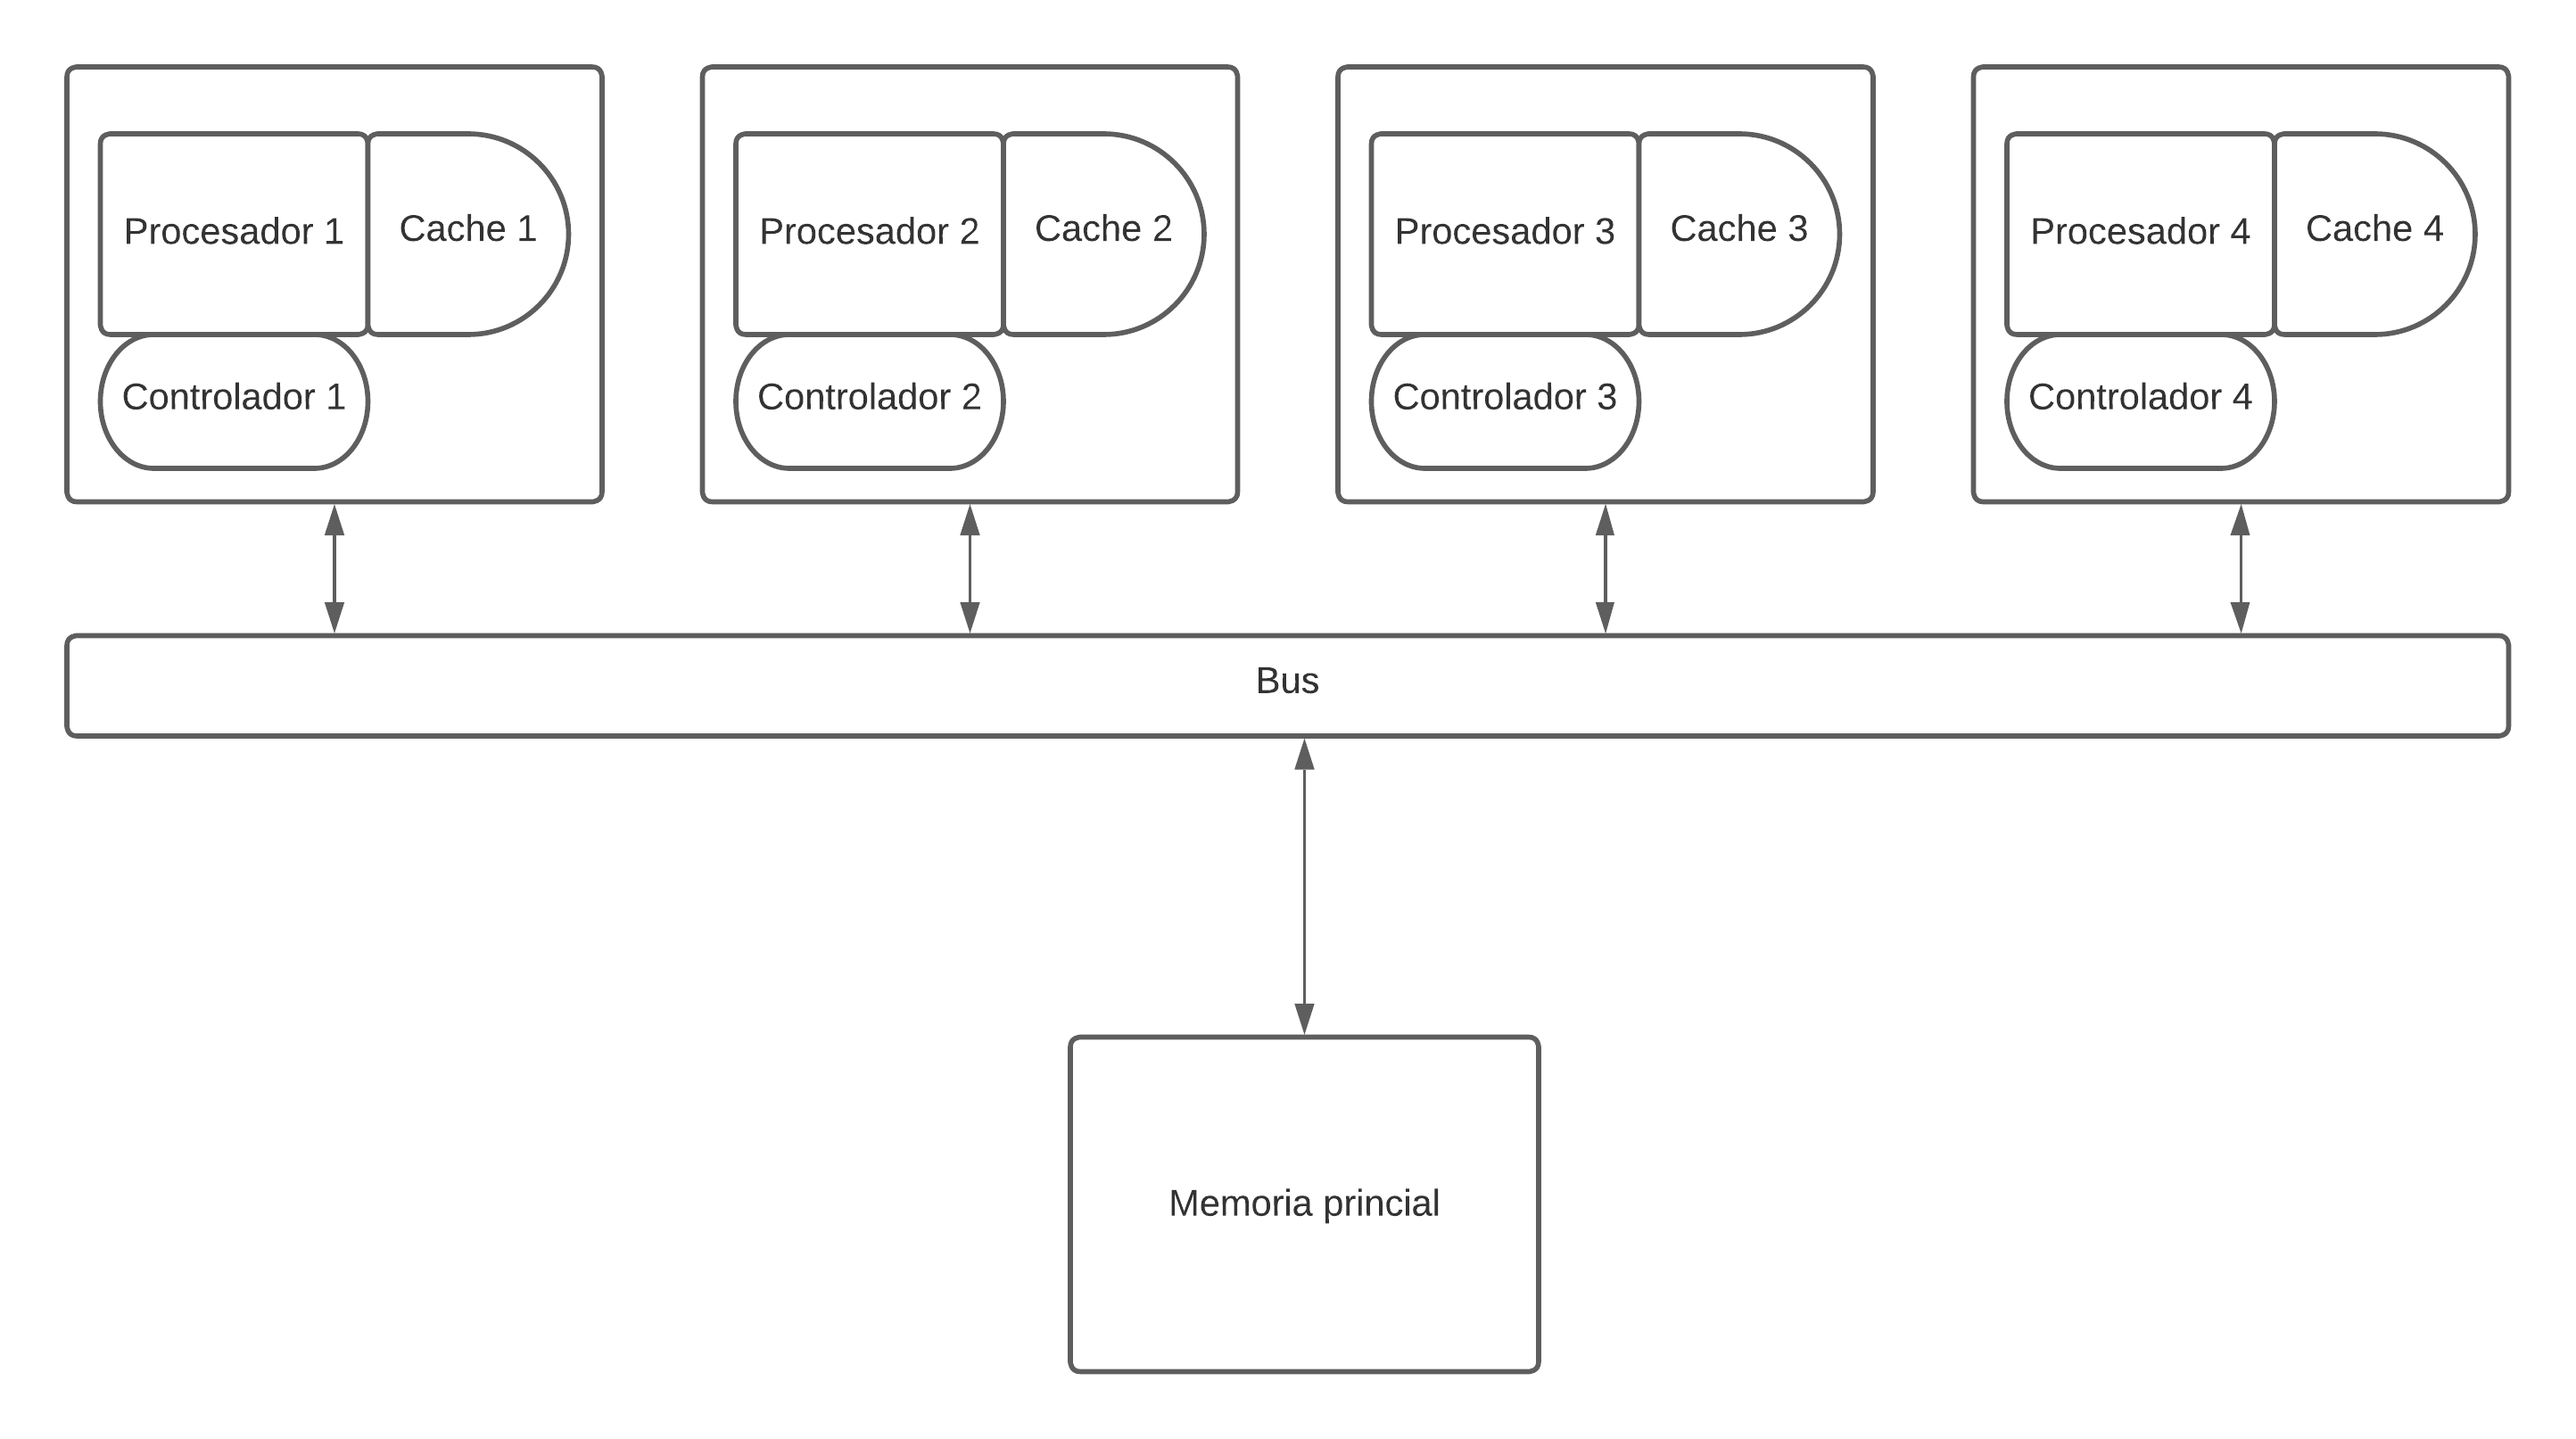 Procesador 1
Cache 1
Controlador 1
Procesador 2
Cache 2
Controlador 2
Procesador 3
Cache 3
Controlador 3
Procesador 4
Cache 4
Controlador 4
Bus
Memoria princial